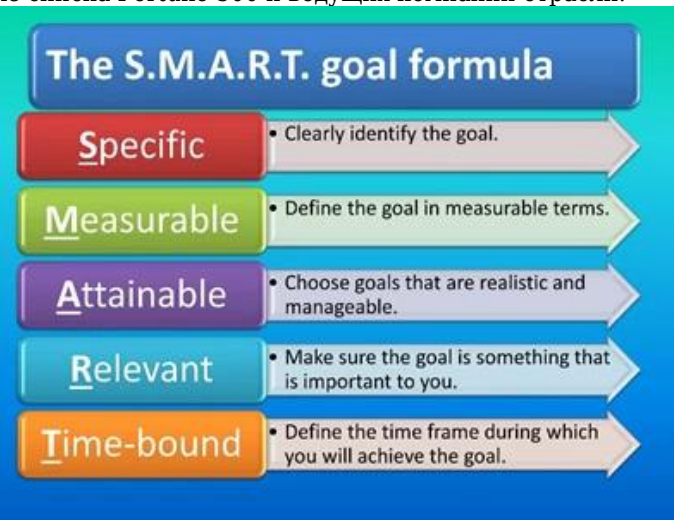 The S.M.A.R.T. goal formula
Specific
• Clearly identify the goal.
Measurable
• Define the goal in measurable terms.
Attainable
• Choose goals that are realistic and
manageable.
Relevant
• Make sure the goal is something that
is important to you.
Time-bound
• Define the time frame during which
you will achieve the goal.